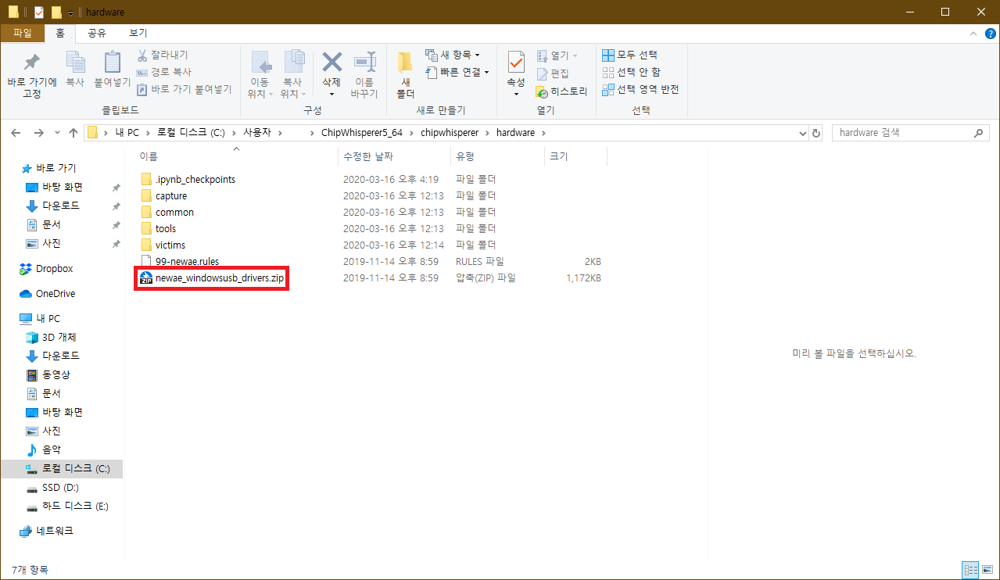 hardware
파일 홈 공유 보기
바로 가기에 고정
복사
붙여넣기
잘라내기
경로 복사
바로 가기 붙여넣기
클립보드
이동 위치
복사 위치
삭제
이름 바꾸기
구성
새 폴더
새 항목
빠른 연결
새로 만들기
속성
열기
편집
히스토리
열기
모두 선택
선택 안 함
선택 영역 반전
선택
내 PC > 로컬 디스크 (C:) > 사용자 > > ChipWhisperer5_64 > chipwhisperer > hardware >
hardware 검색
바로 가기
바탕 화면
다운로드
문서
사진
Dropbox
OneDrive
내 PC
3D 개체
다운로드
동영상
문서
바탕 화면
사진
음악
로컬 디스크 (C:)
SSD (D:)
하드 디스크 (E:)
네트워크
이름 수정한 날짜 유형 크기
.ipynb_checkpoints 2020-03-16 오후 4:19 파일 폴더
capture 2020-03-16 오후 12:13 파일 폴더
common 2020-03-16 오후 12:13 파일 폴더
tools 2020-03-16 오후 12:13 파일 폴더
victims 2020-03-16 오후 12:14 파일 폴더
99-newae.rules 2019-11-14 오후 8:59 RULES 파일 2KB
ZIP newae_windowsusb_drivers.zip 2019-11-14 오후 8:59 압축(ZIP) 파일 1,172KB
미리 볼 파일을 선택하십시오.
7개 항목